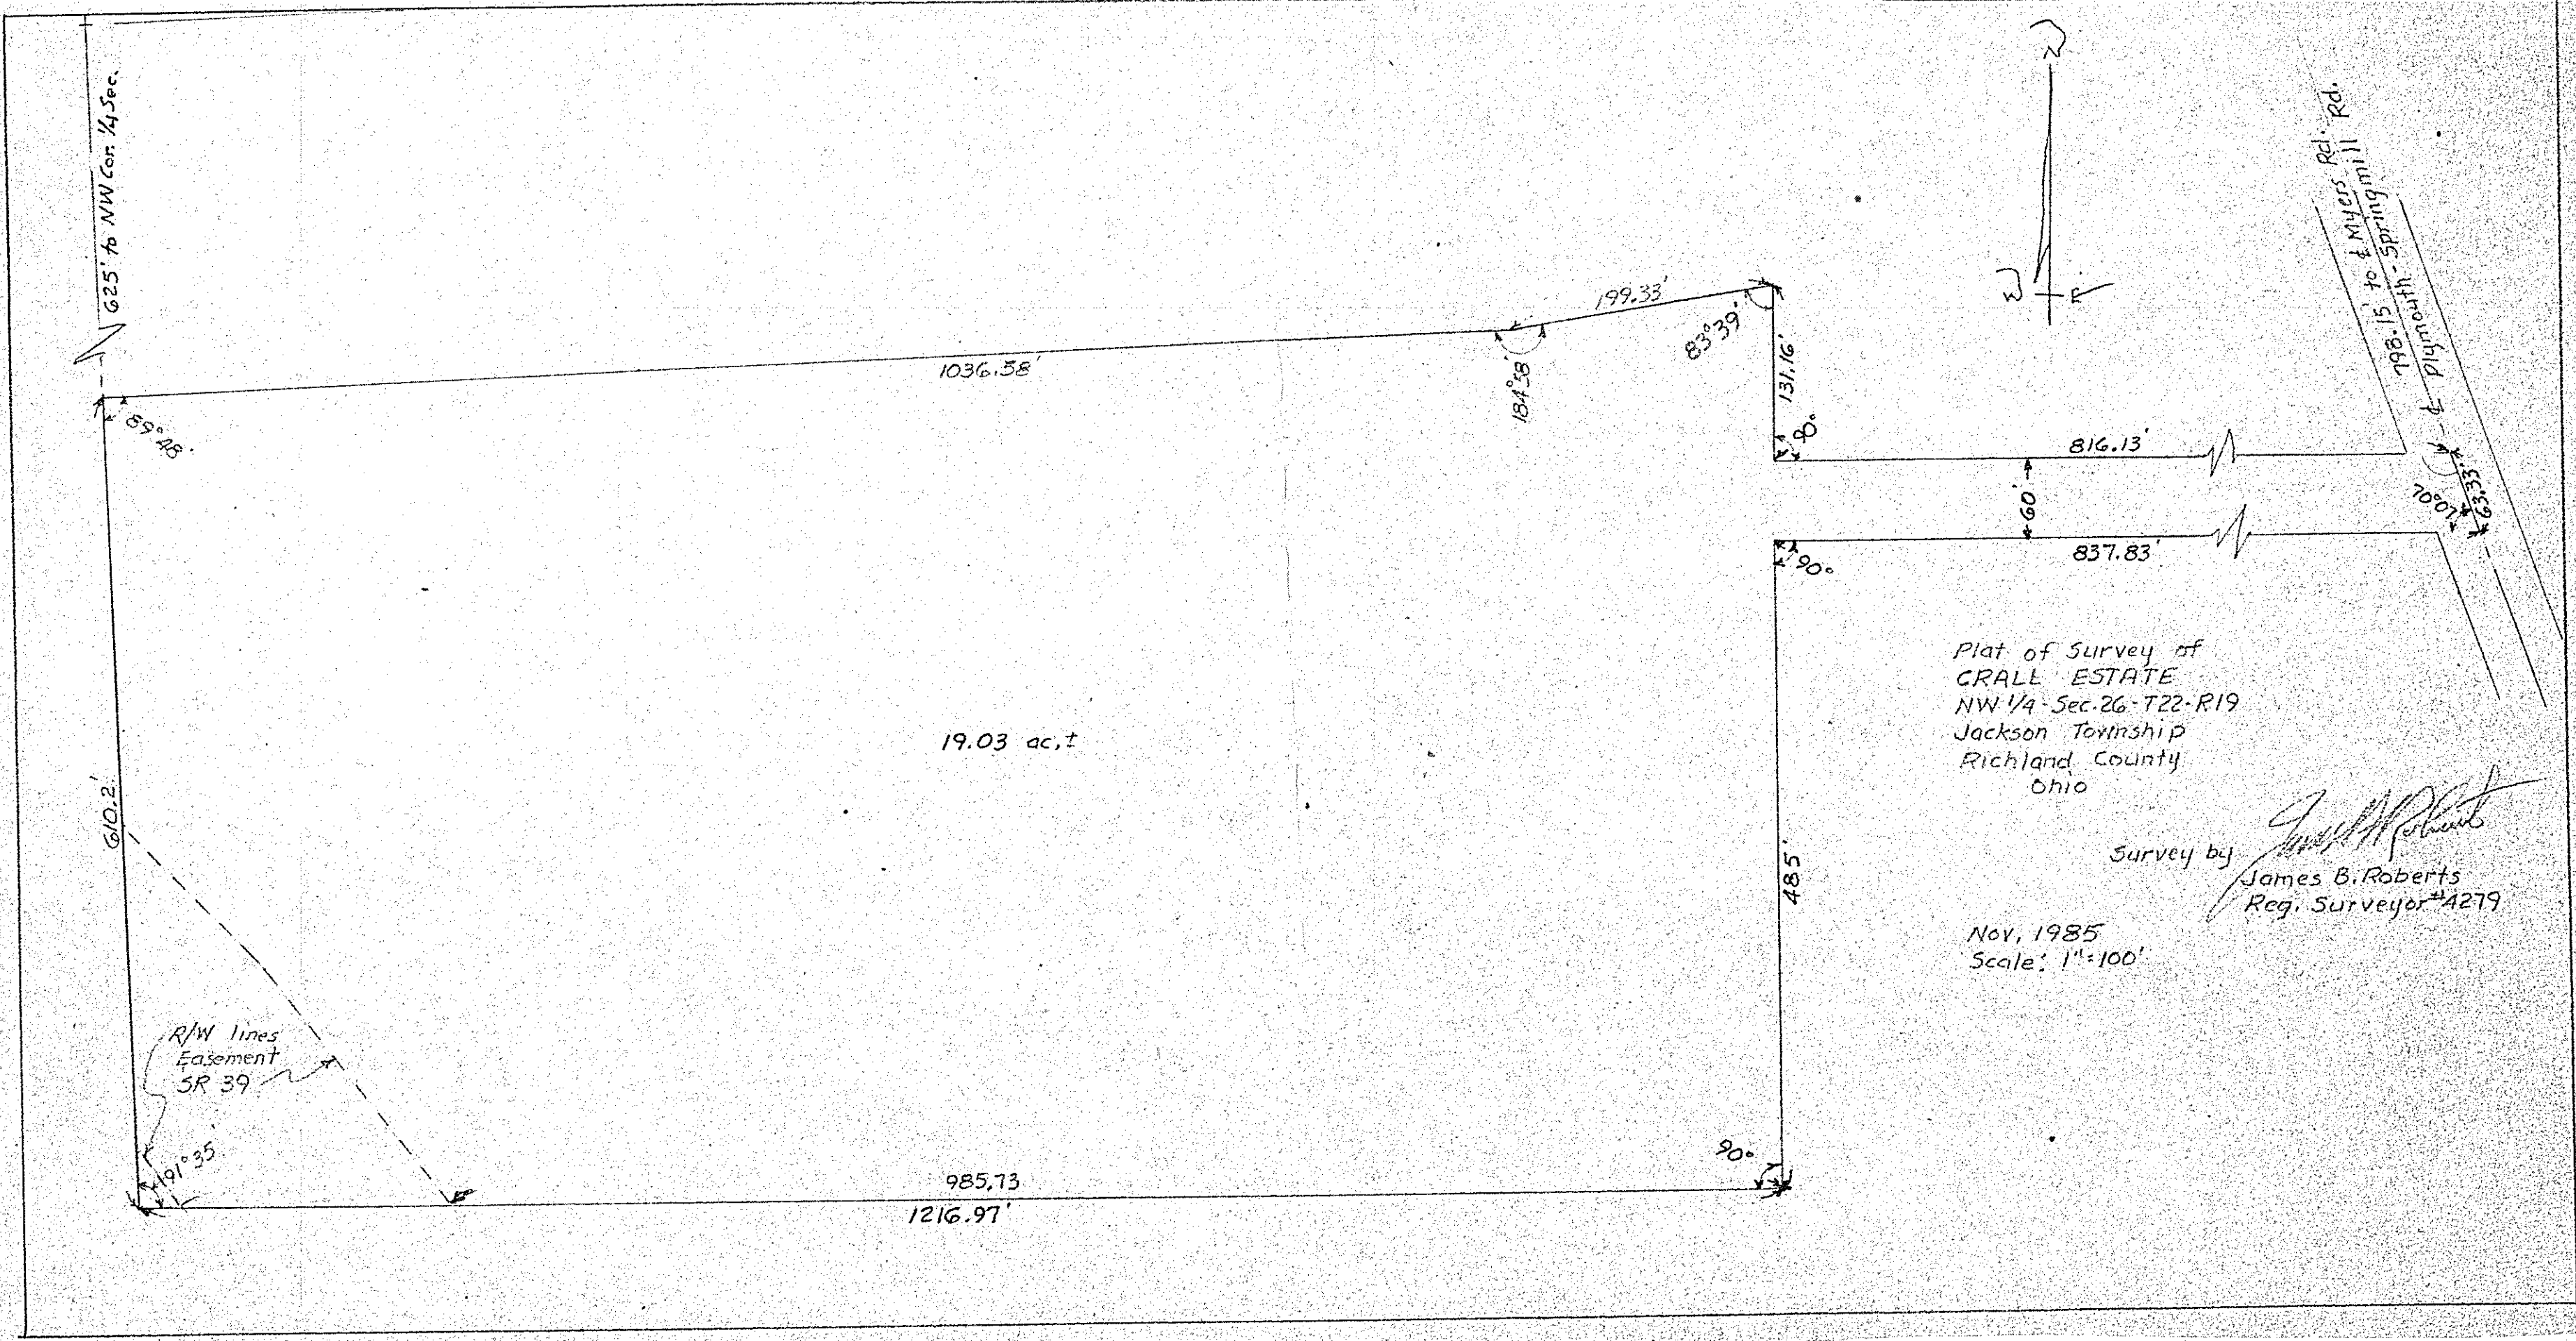 625' to NW Cor. 1/4 Sec.
N
W
E
798.15' to ℄ Myers Rd.
℄ Plymouth-Springmill Rd.
199.33'
83°39'
1036.58'
184°58'
131.16'
90°
89°48'
816.13'
60'
70°07'
63.33'
837.83'
90°
Plat of Survey of
CRALL ESTATE
NW 1/4-Sec.26-T22-R19
Jackson Township
Richland County
Ohio
19.03 ac.±
610.2'
485'
Survey by
James B. Roberts
Reg. Surveyor #4279
Nov, 1985
Scale: 1"=100'
R/W lines
Easement
SR 39
90°
985.73
1216.97'